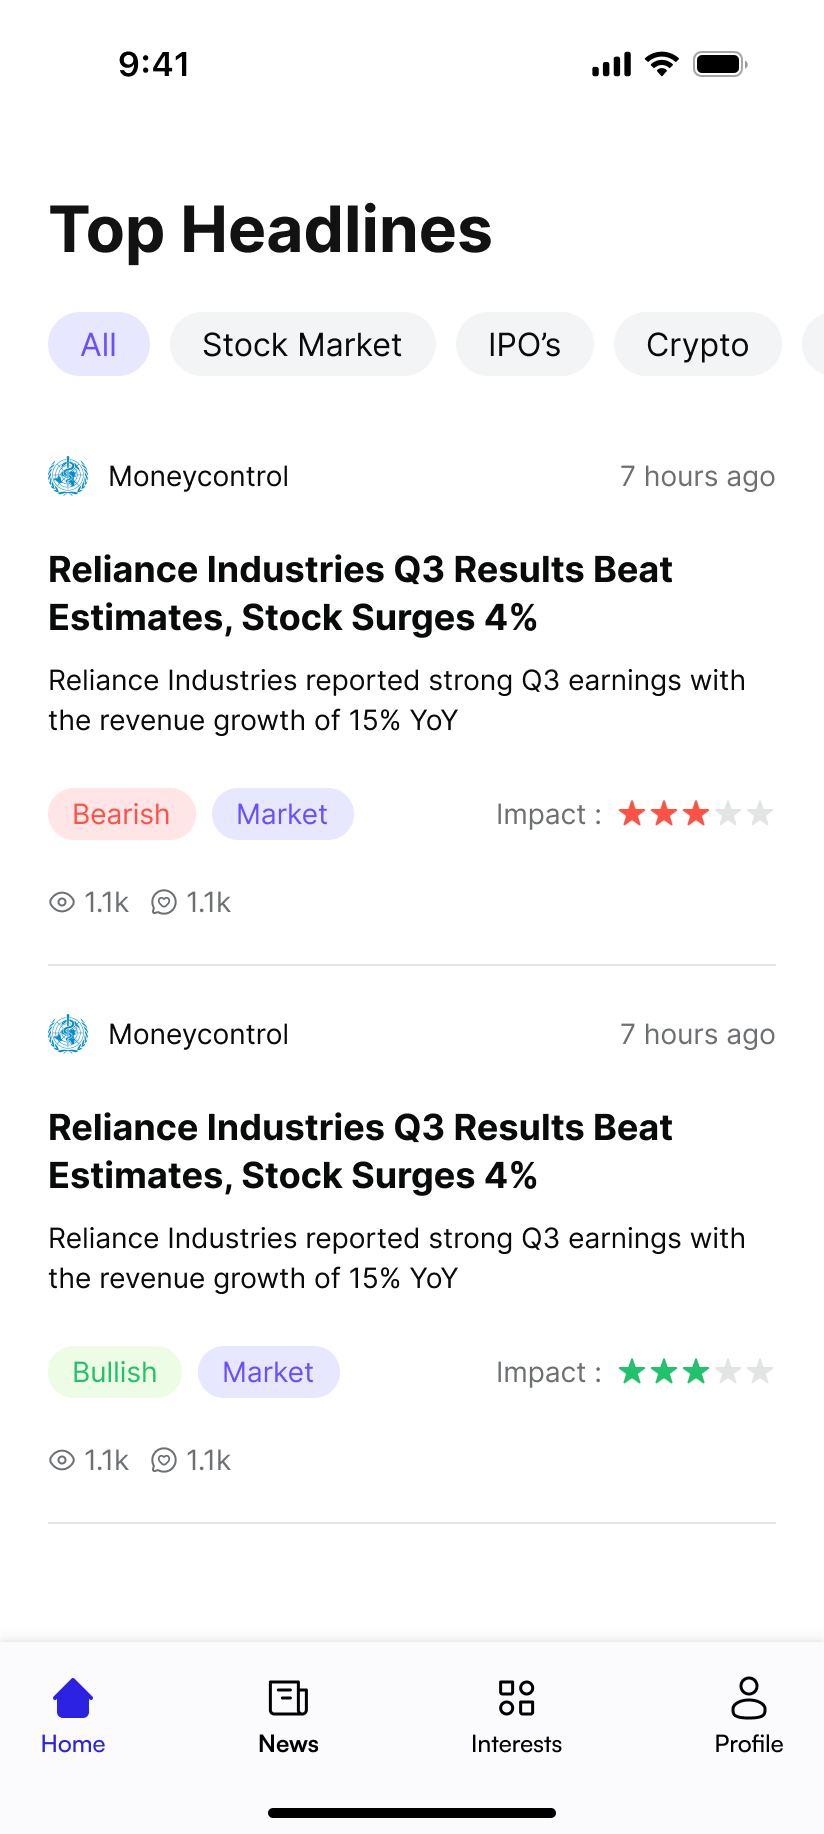 9:41
Top Headlines
All Stock Market IPO’s Crypto
Moneycontrol 7 hours ago
Reliance Industries Q3 Results Beat
Estimates, Stock Surges 4%
Reliance Industries reported strong Q3 earnings with
the revenue growth of 15% YoY
Bearish Market Impact :
1.1k 1.1k
Moneycontrol 7 hours ago
Reliance Industries Q3 Results Beat
Estimates, Stock Surges 4%
Reliance Industries reported strong Q3 earnings with
the revenue growth of 15% YoY
Bullish Market Impact :
1.1k 1.1k
Home News Interests Profile